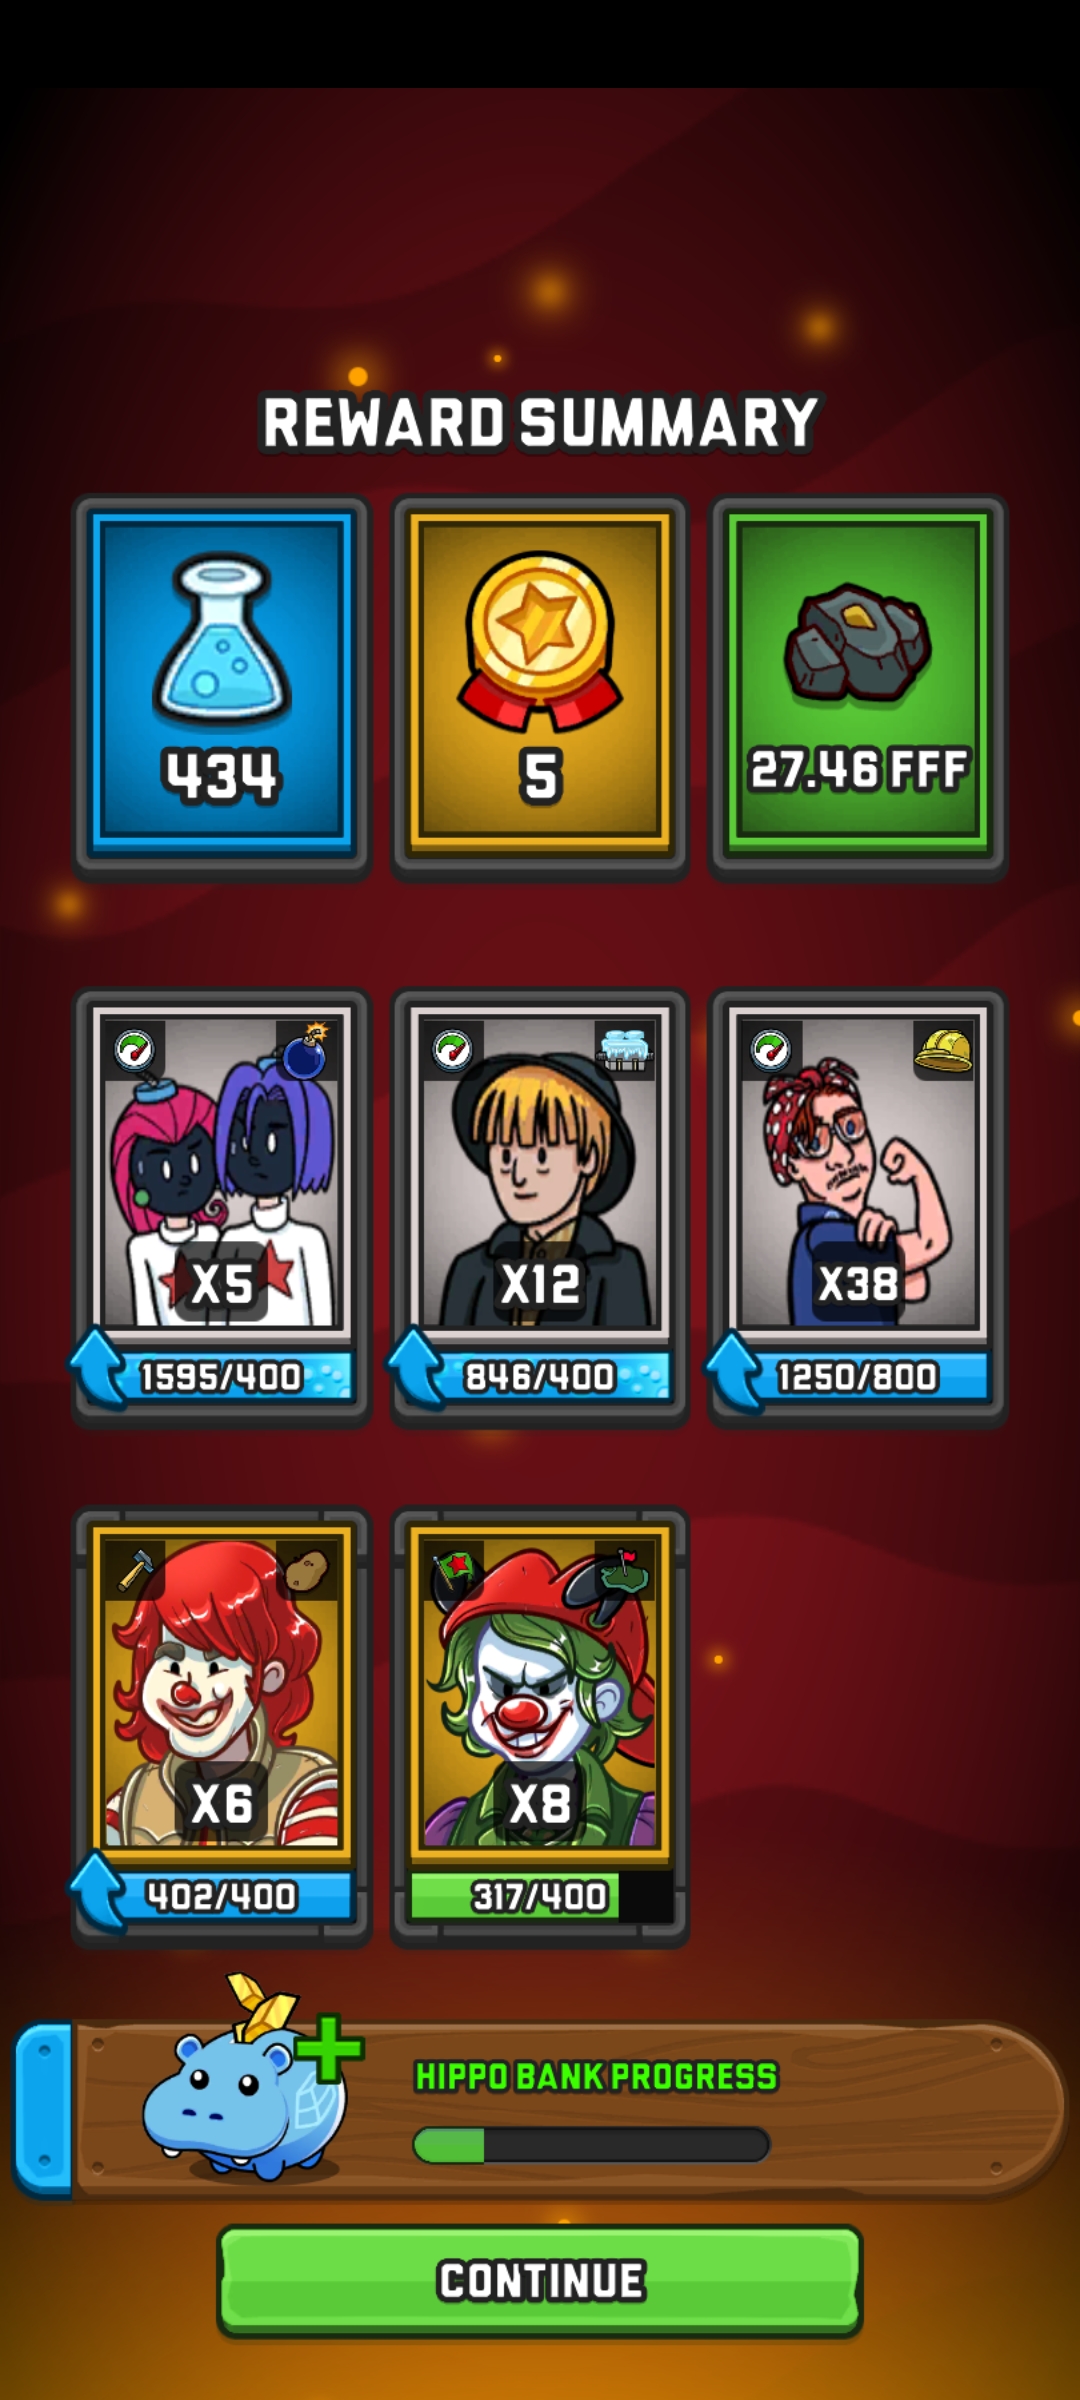 REWARD SUMMARY
434
5
27.46 FFF
X5
X12
X38
1595/400
846/400
1250/800
X6
X8
402/400
317/400
HIPPO BANK PROGRESS
CONTINUE